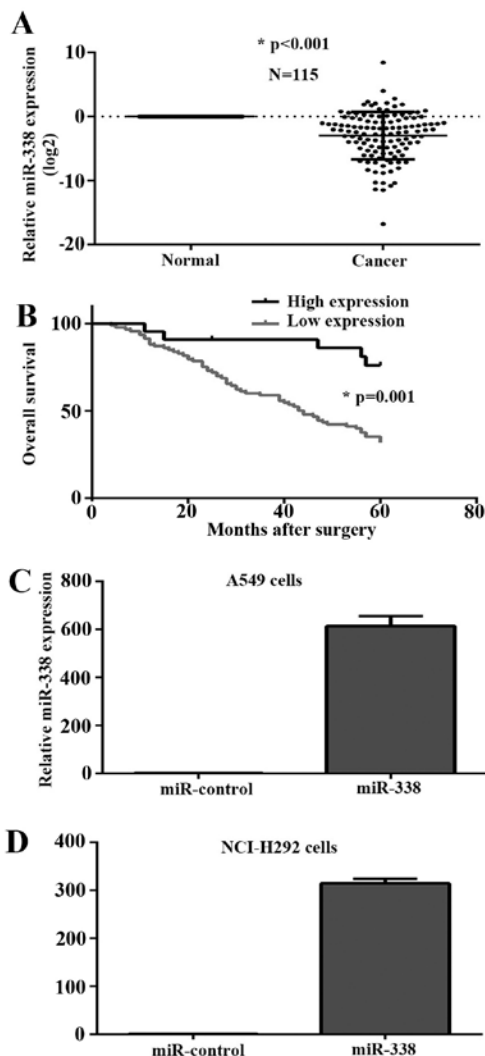 A
* p<0.001
N=115
Relative miR-338 expression
(log2)
10
0
-10
-20
Normal
Cancer
B
High expression
Low expression
* p=0.001
Overall survival
100
50
0
0
20
40
60
80
Months after surgery
C
A549 cells
Relative miR-338 expression
800
600
400
200
0
miR-control
miR-338
D
NCI-H292 cells
400
300
200
100
0
miR-control
miR-338